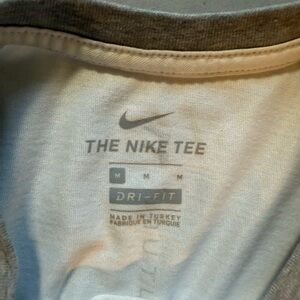 THE NIKE TEE
M M M
DRI-FIT
MADE IN TURKEY
FABRIQUÉ EN TURQUIE